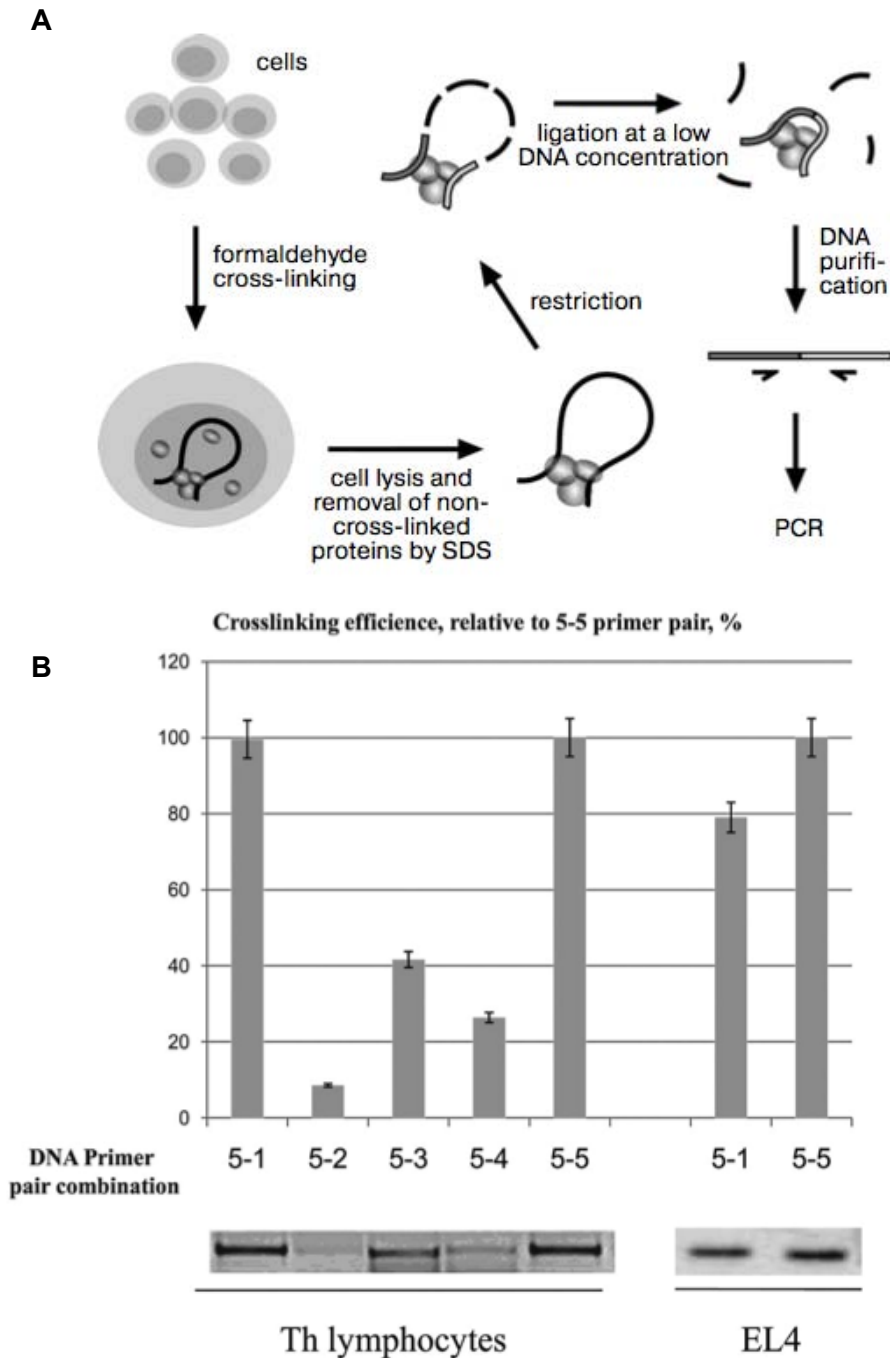 A
cells
formaldehyde
cross-linking
cell lysis and
removal of non-
cross-linked
proteins by SDS
restriction
ligation at a low
DNA concentration
DNA
purifi-
cation
PCR
Crosslinking efficience, relative to 5-5 primer pair, %
B
120
100
80
60
40
20
0
DNA Primer
pair combination
5-1 5-2 5-3 5-4 5-5 5-1 5-5
Th lymphocytes EL4